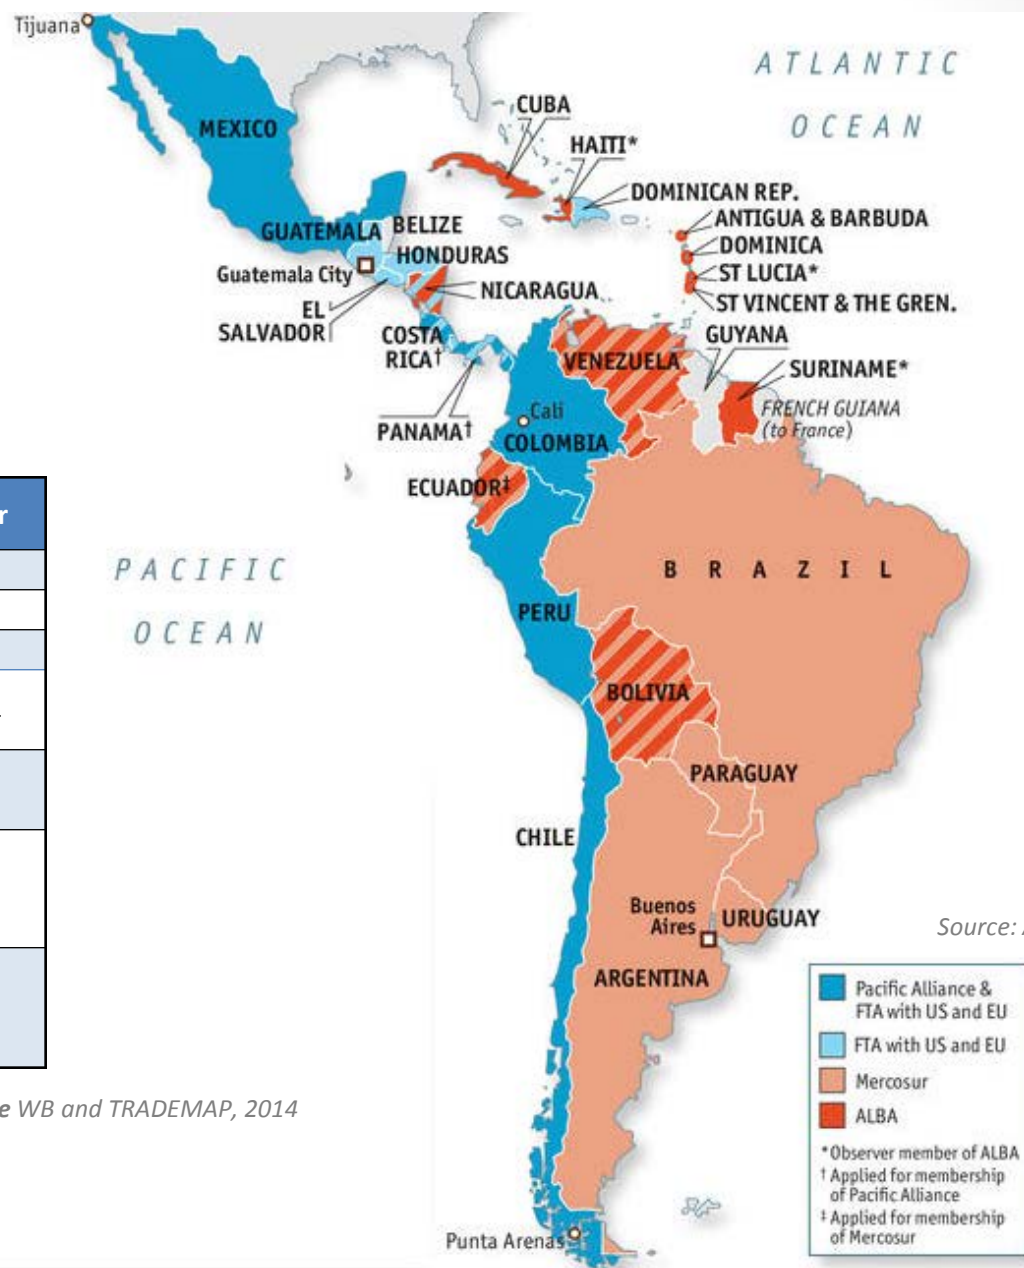 Tijuana
ATLANTIC
OCEAN
MEXICO
CUBA
HAITI*
DOMINICAN REP.
ANTIGUA & BARBUDA
DOMINICA
ST LUCIA*
ST VINCENT & THE GREN.
GUATEMALA
BELIZE
HONDURAS
Guatemala City
NICARAGUA
EL
SALVADOR
COSTA
RICA†
PANAMA†
VENEZUELA
GUYANA
SURINAME*
FRENCH GUIANA
(to France)
Cali
COLOMBIA
ECUADOR‡
r
PACIFIC
OCEAN
BRAZIL
PERU
BOLIVIA
PARAGUAY
CHILE
Buenos
Aires
URUGUAY
ARGENTINA
Source:
Pacific Alliance &
FTA with US and EU
FTA with US and EU
Mercosur
ALBA
*Observer member of ALBA
† Applied for membership
of Pacific Alliance
‡ Applied for membership
of Mercosur
e WB and TRADEMAP, 2014
Punta Arenas